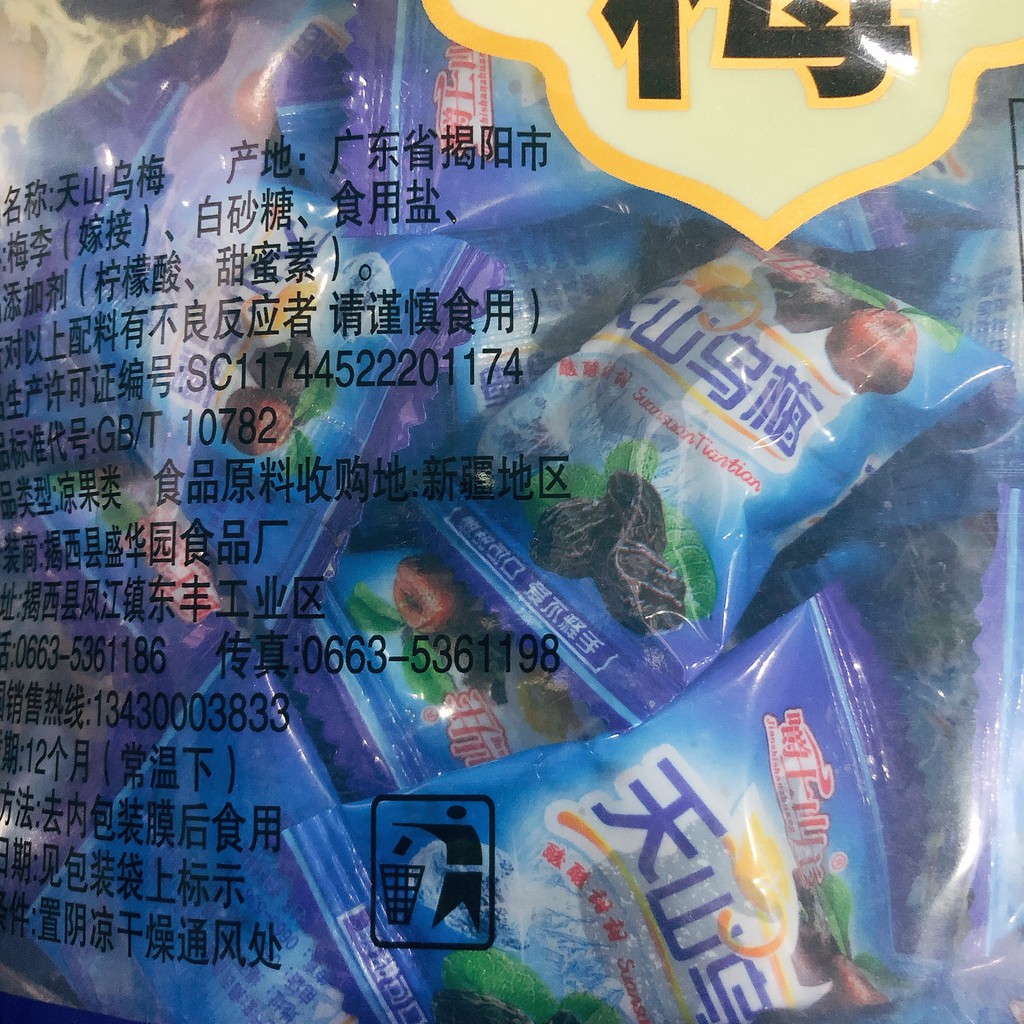 梅
名称:天山乌梅 产地：广东省揭阳市
:梅李（嫁接）、白砂糖、食用盐、
添加剂（柠檬酸、甜蜜素）。
对以上配料有不良反应者 请谨慎食用）
生产许可证编号:SC11744522201174
品标准代号:GB/T 10782
品类型:凉果类 食品原料收购地:新疆地区
装商:揭西县盛华园食品厂
址:揭西县凤江镇东丰工业区
话:0663-5361186 传真:0663-5361198
销售热线:13430003833
期:12个月（常温下）
方法:去内包装膜后食用
日期:见包装袋上标示
条件:置阴凉干燥通风处
天山乌梅
酸酸甜甜 SuansuanTiantian
爱不释手
天山乌
酸酸甜甜 Suansuan